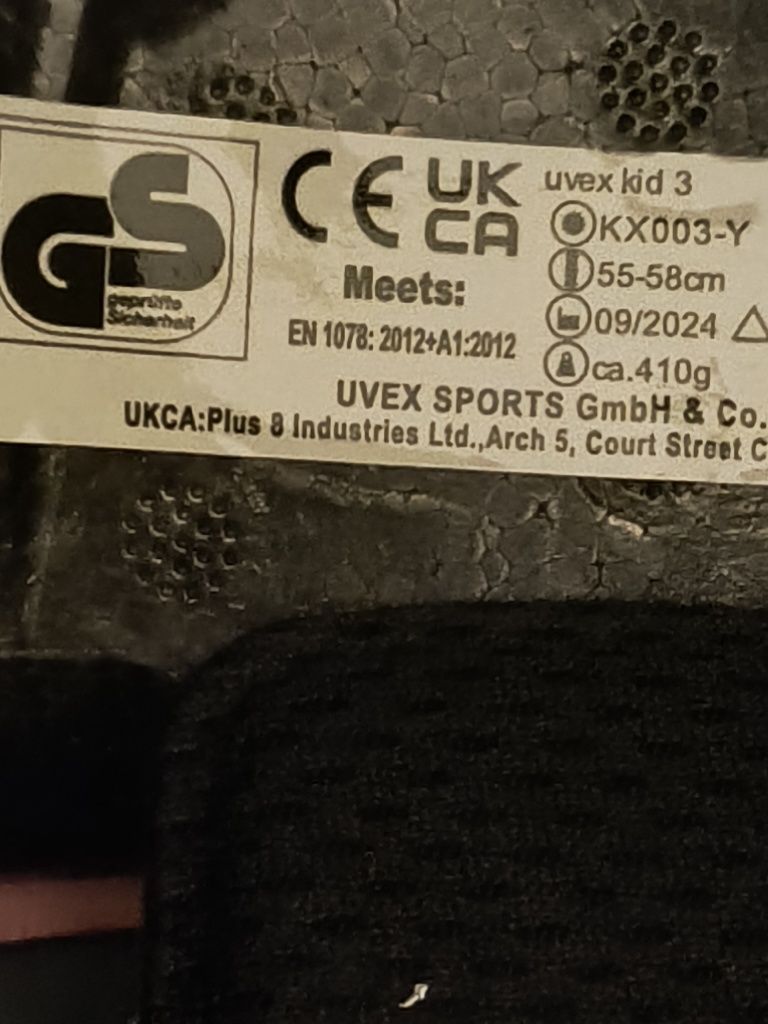 GS
geprüfte
Sicherheit
CE
UK
CA
Meets:
EN 1078: 2012+A1:2012
uvex kid 3
KX003-Y
55-58cm
09/2024
ca.410g
UVEX SPORTS GmbH & Co.
UKCA:Plus 8 Industries Ltd.,Arch 5, Court Street C